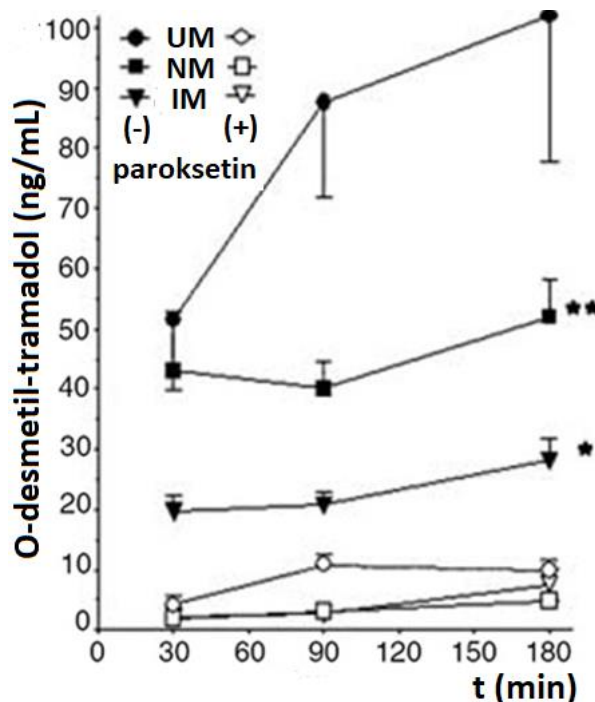 UM
NM
IM
(-) (+)
paroksetin
O-desmetil-tramadol (ng/mL)
100
90
80
70
60
50
40
30
20
10
0
**
*
0 30 60 90 120 150 180
t (min)